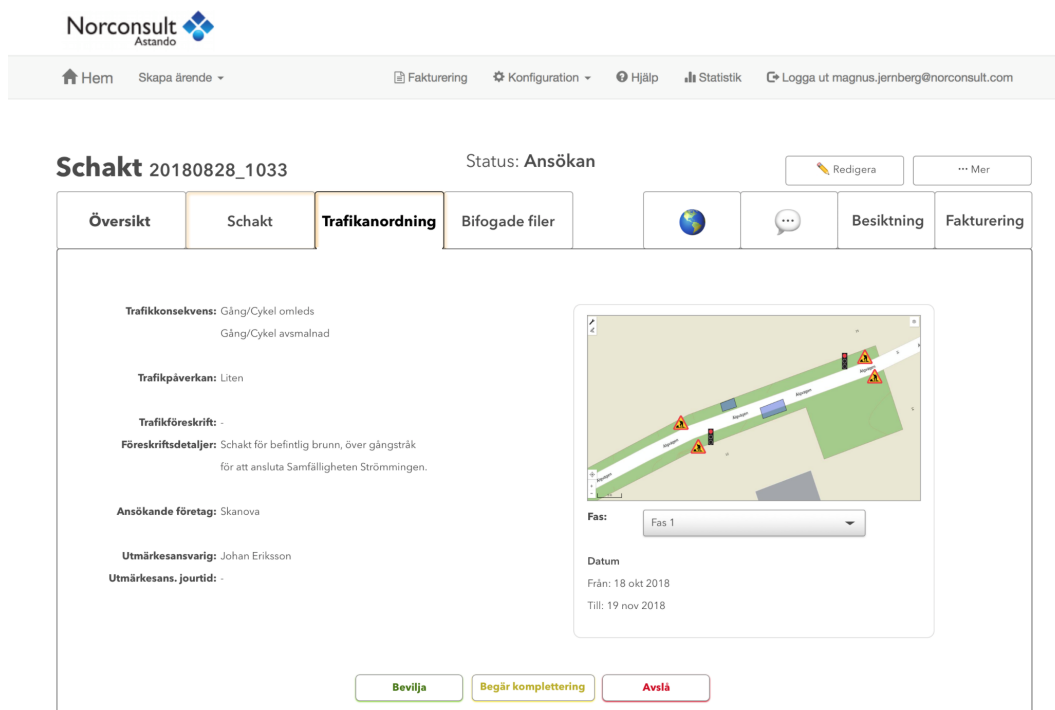 Norconsult
Astando
Hem Skapa ärende Fakturering Konfiguration Hjälp Statistik Logga ut magnus.jernberg@norconsult.com
Schakt 20180828_1033 Status: Ansökan Redigera ··· Mer
Översikt Schakt Trafikanordning Bifogade filer Besiktning Fakturering
Trafikkonsekvens: Gång/Cykel omleds
Gång/Cykel avsmalnad
Trafikpåverkan: Liten
Trafikföreskrift: -
Föreskriftsdetaljer: Schakt för befintlig brunn, över gångstråk
för att ansluta Samfälligheten Strömmingen.
Ansökande företag: Skanova
Utmärkesansvarig: Johan Eriksson
Utmärkesans. jourtid: -
Fas: Fas 1
Datum
Från: 18 okt 2018
Till: 19 nov 2018
Bevilja Begär komplettering Avslå